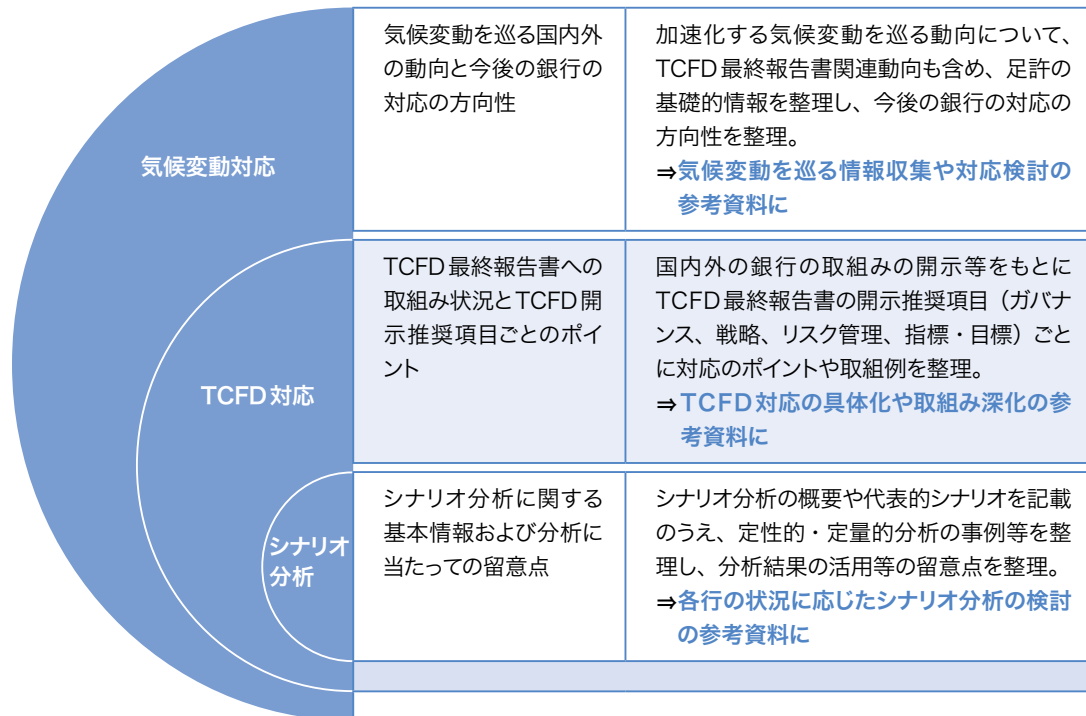 気候変動対応
気候変動を巡る国内外
の動向と今後の銀行の
対応の方向性
加速化する気候変動を巡る動向について、
TCFD最終報告書関連動向も含め、足許の
基礎的情報を整理し、今後の銀行の対応の
方向性を整理。
⇒気候変動を巡る情報収集や対応検討の
参考資料に
TCFD対応
TCFD最終報告書への
取組み状況とTCFD開
示推奨項目ごとのポイ
ント
国内外の銀行の取組みの開示等をもとに
TCFD最終報告書の開示推奨項目（ガバナ
ンス、戦略、リスク管理、指標・目標）ごと
に対応のポイントや取組例を整理。
⇒TCFD対応の具体化や取組み深化の参
考資料に
シナリオ
分析
シナリオ分析に関する
基本情報および分析に
当たっての留意点
シナリオ分析の概要や代表的シナリオを記載
のうえ、定性的・定量的分析の事例等を整
理し、分析結果の活用等の留意点を整理。
⇒各行の状況に応じたシナリオ分析の検討
の参考資料に